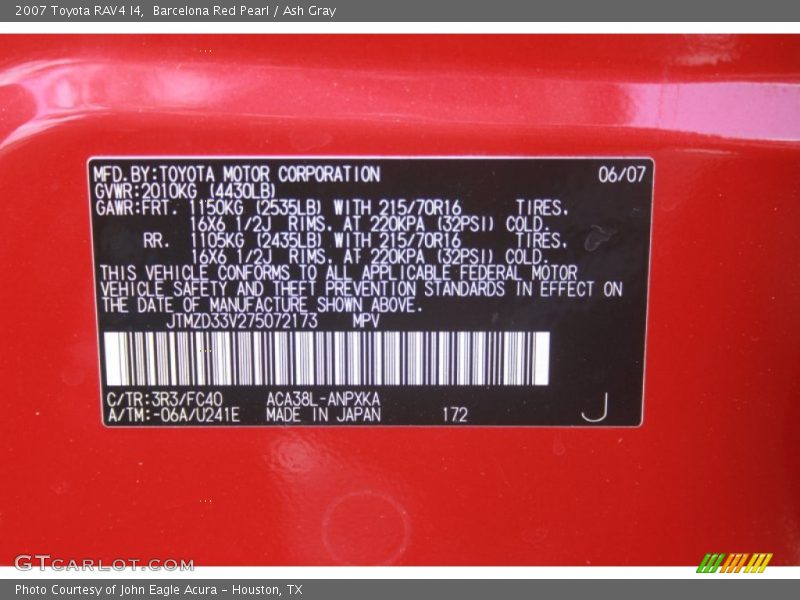 2007 Toyota RAV4 I4, Barcelona Red Pearl / Ash Gray
MFD.BY:TOYOTA MOTOR CORPORATION 06/07
GVWR:2010KG (4430LB)
GAWR:FRT. 1150KG (2535LB) WITH 215/70R16 TIRES.
16X6 1/2J RIMS. AT 220KPA (32PSI) COLD.
RR. 1105KG (2435LB) WITH 215/70R16 TIRES.
16X6 1/2J RIMS. AT 220KPA (32PSI) COLD.
THIS VEHICLE CONFORMS TO ALL APPLICABLE FEDERAL MOTOR
VEHICLE SAFETY AND THEFT PREVENTION STANDARDS IN EFFECT ON
THE DATE OF MANUFACTURE SHOWN ABOVE.
JTMZD33V275072173 MPV
C/TR:3R3/FC40 ACA38L-ANPXKA
A/TM:-06A/U241E MADE IN JAPAN 172 J
GTCARLOT.COM
Photo Courtesy of John Eagle Acura - Houston, TX